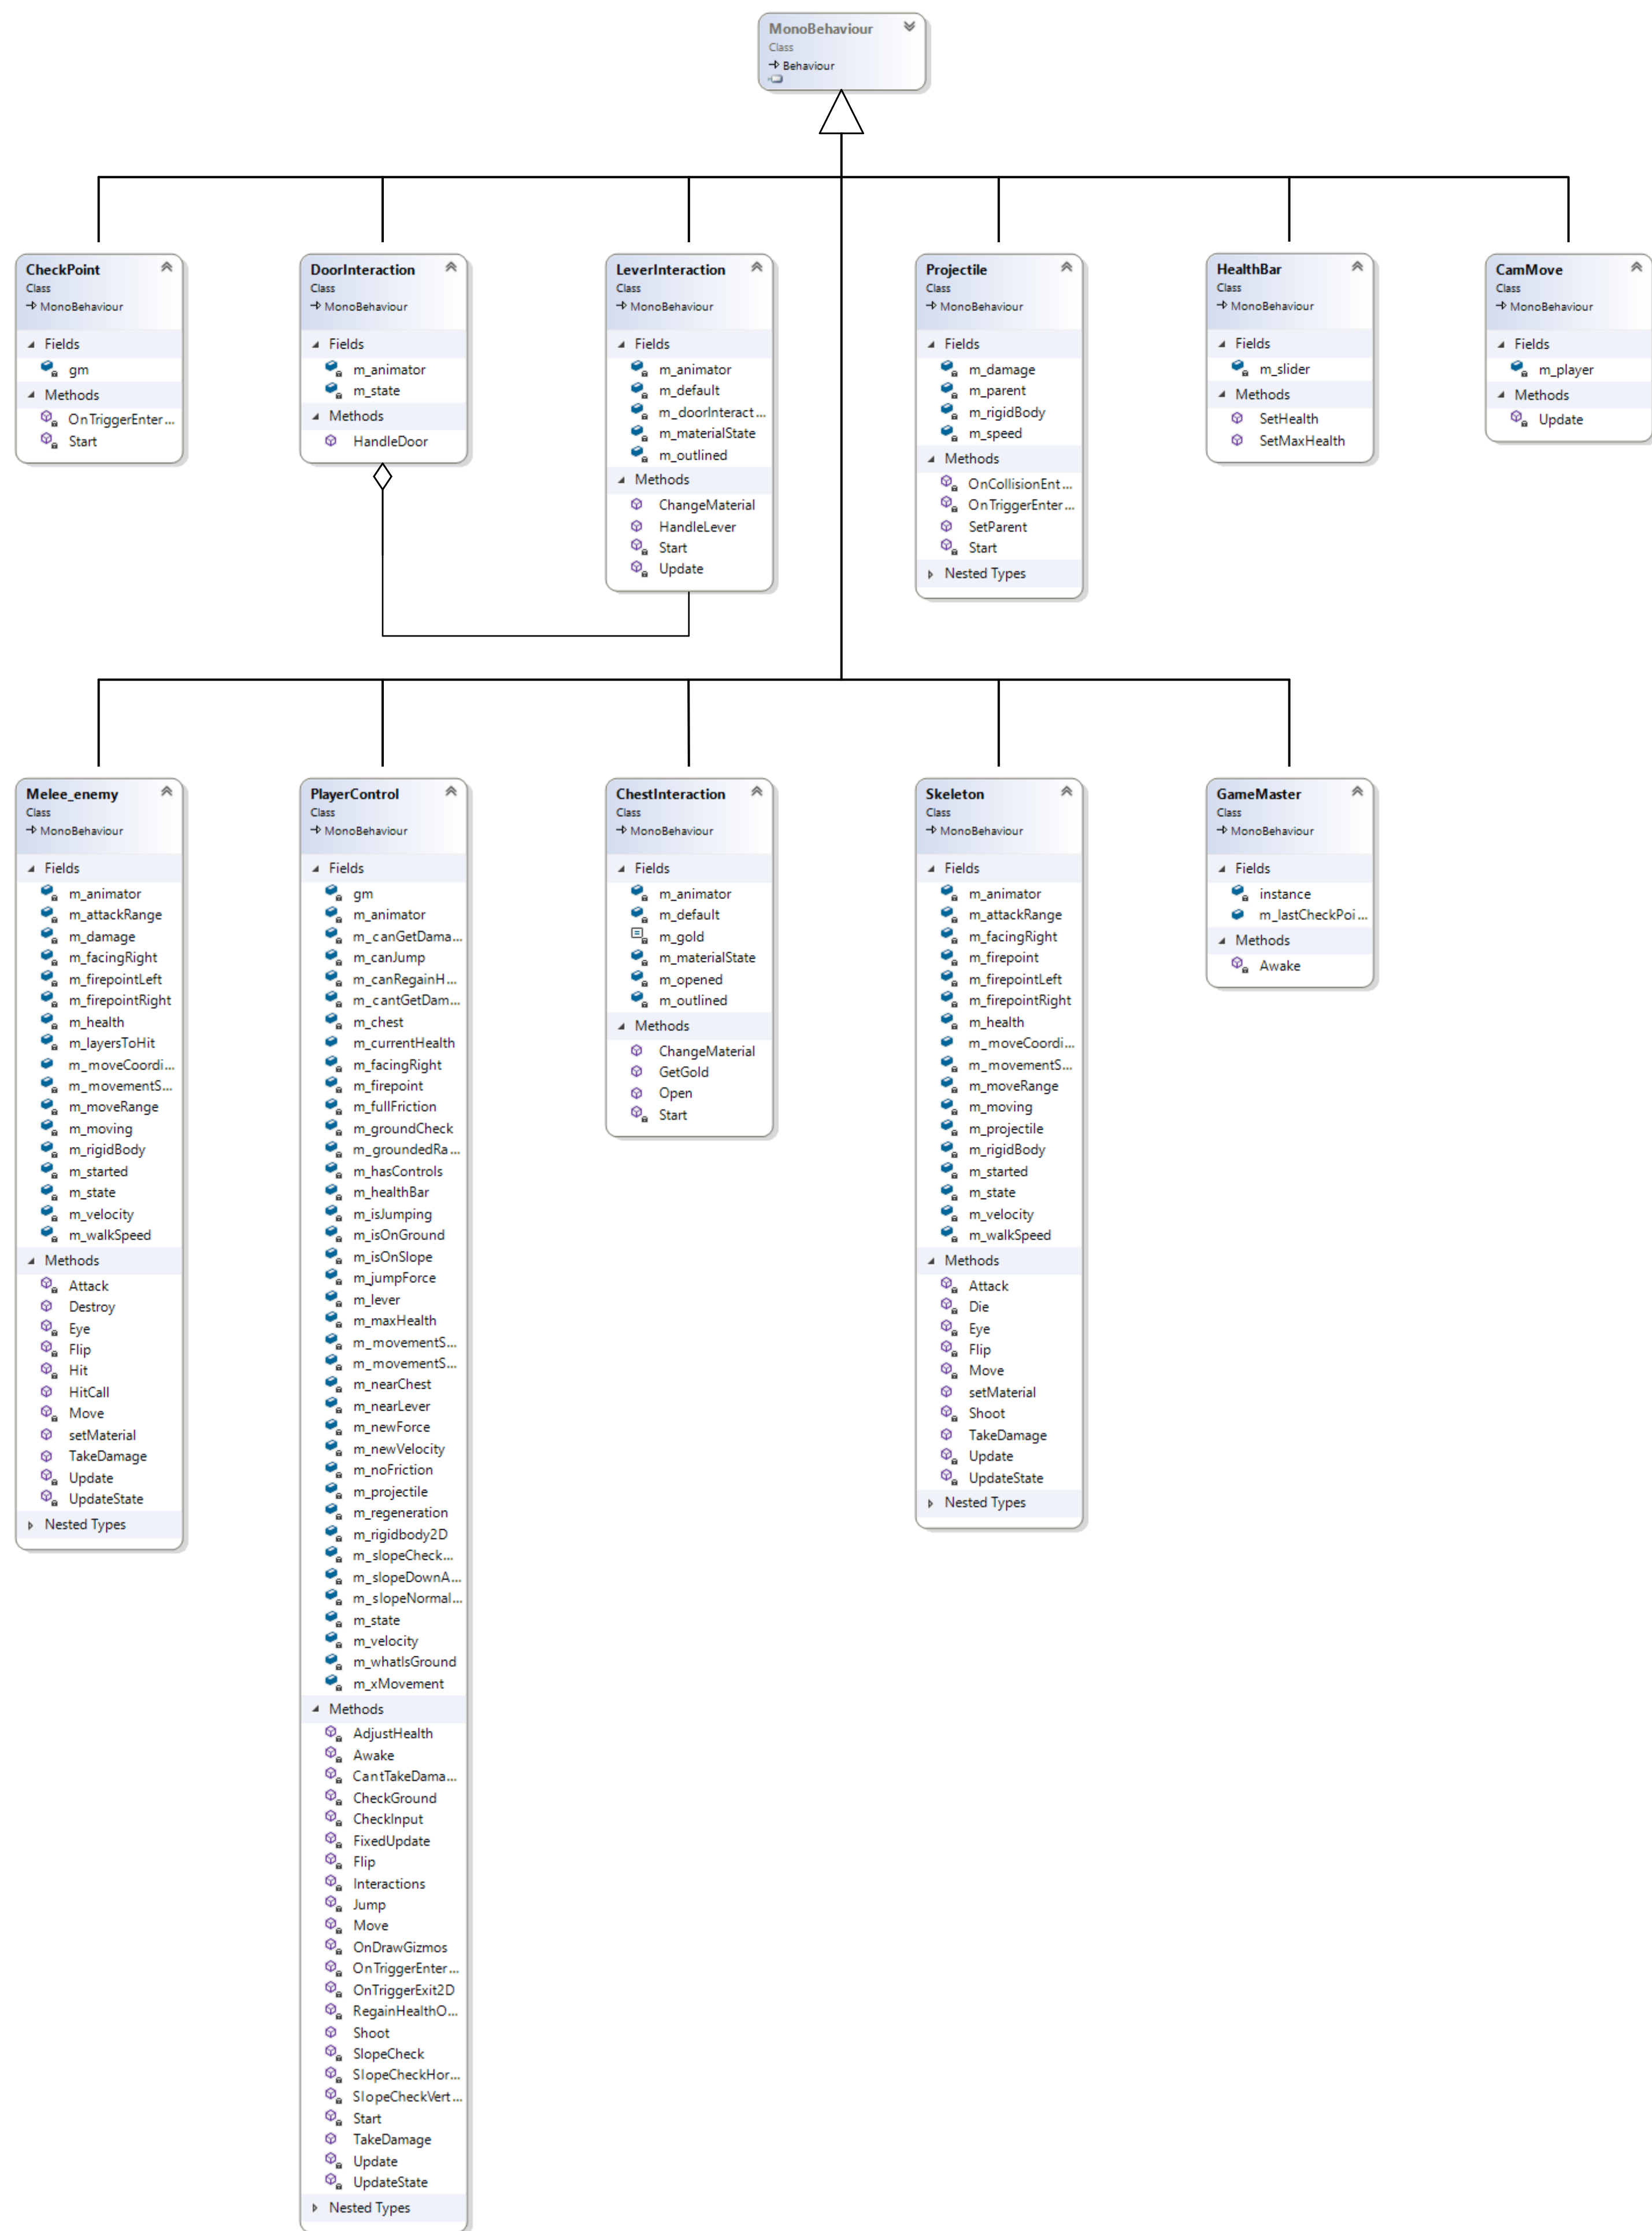 MonoBehaviour
Class
Behaviour
CheckPoint
Class
MonoBehaviour
Fields
gm
Methods
OnTriggerEnter...
Start
DoorInteraction
Class
MonoBehaviour
Fields
m_animator
m_state
Methods
HandleDoor
LeverInteraction
Class
MonoBehaviour
Fields
m_animator
m_default
m_doorInteract...
m_materialState
m_outlined
Methods
ChangeMaterial
HandleLever
Start
Update
Projectile
Class
MonoBehaviour
Fields
m_damage
m_parent
m_rigidBody
m_speed
Methods
OnCollisionEnt...
OnTriggerEnter...
SetParent
Start
Nested Types
HealthBar
Class
MonoBehaviour
Fields
m_slider
Methods
SetHealth
SetMaxHealth
CamMove
Class
MonoBehaviour
Fields
m_player
Methods
Update
Melee_enemy
Class
MonoBehaviour
Fields
m_animator
m_attackRange
m_damage
m_facingRight
m_firepointLeft
m_firepointRight
m_health
m_layersToHit
m_moveCoordi...
m_movementS...
m_moveRange
m_moving
m_rigidBody
m_started
m_state
m_velocity
m_walkSpeed
Methods
Attack
Destroy
Eye
Flip
Hit
HitCall
Move
setMaterial
TakeDamage
Update
UpdateState
Nested Types
PlayerControl
Class
MonoBehaviour
Fields
gm
m_animator
m_canGetDama...
m_canJump
m_canRegainH...
m_cantGetDam...
m_chest
m_currentHealth
m_facingRight
m_firepoint
m_fullFriction
m_groundCheck
m_groundedRa...
m_hasControls
m_healthBar
m_isJumping
m_isOnGround
m_isOnSlope
m_jumpForce
m_lever
m_maxHealth
m_movementS...
m_movementS...
m_nearChest
m_nearLever
m_newForce
m_newVelocity
m_noFriction
m_projectile
m_regeneration
m_rigidbody2D
m_slopeCheck...
m_slopeDownA...
m_slopeNormal...
m_state
m_velocity
m_whatIsGround
m_xMovement
Methods
AdjustHealth
Awake
CantTakeDama...
CheckGround
CheckInput
FixedUpdate
Flip
Interactions
Jump
Move
OnDrawGizmos
OnTriggerEnter...
OnTriggerExit2D
RegainHealthO...
Shoot
SlopeCheck
SlopeCheckHor...
SlopeCheckVert...
Start
TakeDamage
Update
UpdateState
Nested Types
ChestInteraction
Class
MonoBehaviour
Fields
m_animator
m_default
m_gold
m_materialState
m_opened
m_outlined
Methods
ChangeMaterial
GetGold
Open
Start
Skeleton
Class
MonoBehaviour
Fields
m_animator
m_attackRange
m_facingRight
m_firepoint
m_firepointLeft
m_firepointRight
m_health
m_moveCoordi...
m_movementS...
m_moveRange
m_moving
m_projectile
m_rigidBody
m_started
m_state
m_velocity
m_walkSpeed
Methods
Attack
Die
Eye
Flip
Move
setMaterial
Shoot
TakeDamage
Update
UpdateState
Nested Types
GameMaster
Class
MonoBehaviour
Fields
instance
m_lastCheckPoi...
Methods
Awake